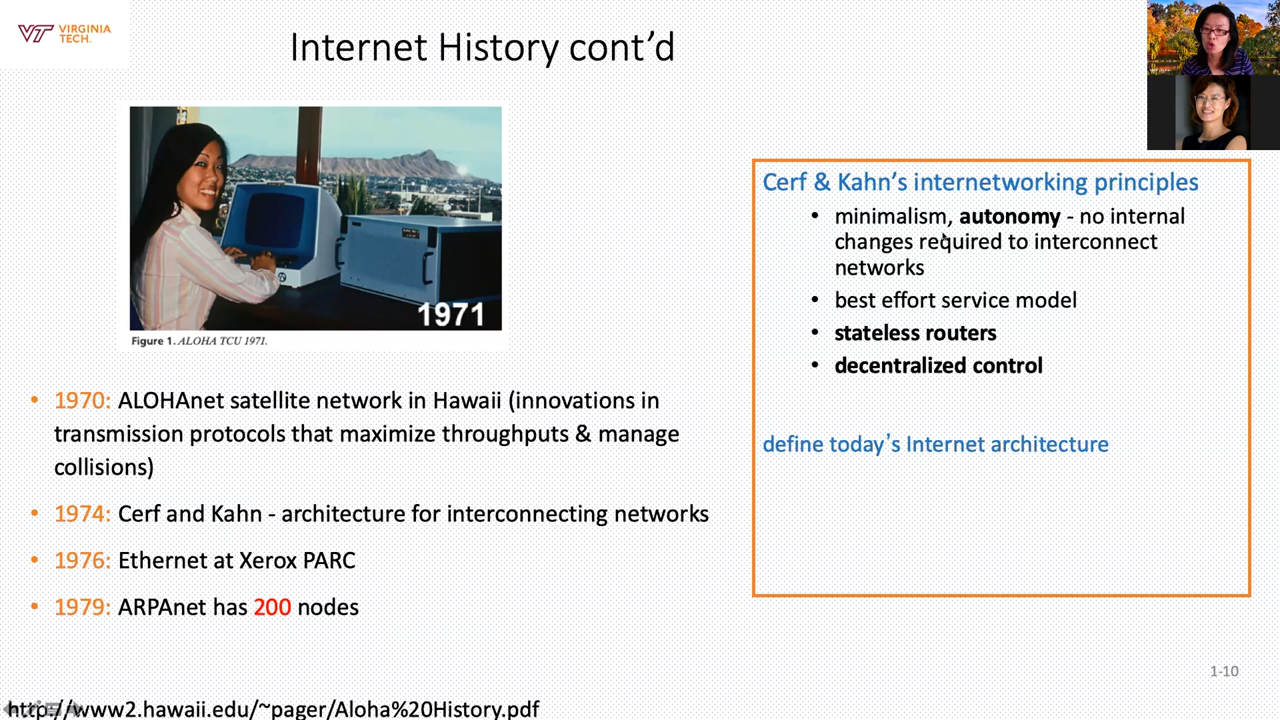 VT VIRGINIA
TECH.
Internet History cont’d
1971
Figure 1. ALOHA TCU 1971.
• 1970: ALOHAnet satellite network in Hawaii (innovations in
transmission protocols that maximize throughputs & manage
collisions)
• 1974: Cerf and Kahn - architecture for interconnecting networks
• 1976: Ethernet at Xerox PARC
• 1979: ARPAnet has 200 nodes
Cerf & Kahn’s internetworking principles
• minimalism, autonomy - no internal
changes required to interconnect
networks
• best effort service model
• stateless routers
• decentralized control
define today’s Internet architecture
1-10
http://www2.hawaii.edu/~pager/Aloha%20History.pdf